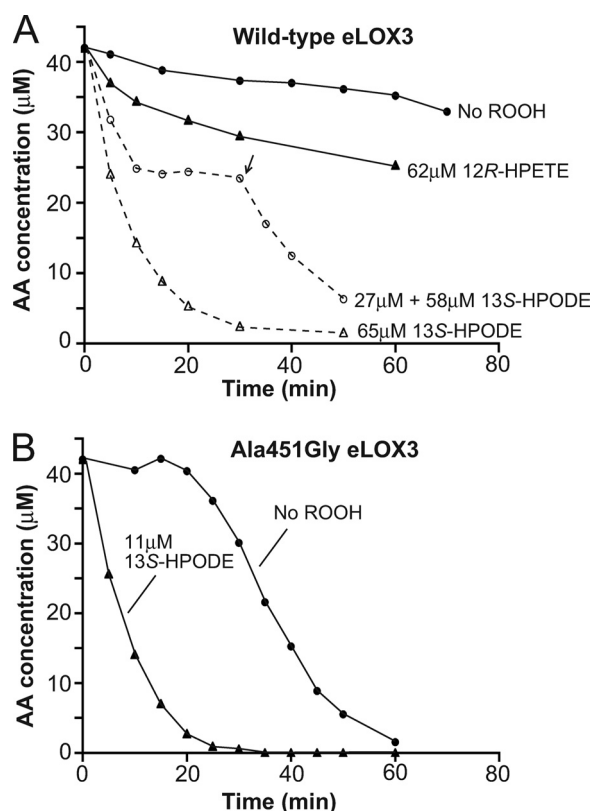 A
Wild-type eLOX3
AA concentration (μM)
40
30
20
10
0
No ROOH
62μM 12R-HPETE
27μM + 58μM 13S-HPODE
65μM 13S-HPODE
0
20
40
60
80
Time (min)
B
Ala451Gly eLOX3
AA concentration (μM)
40
30
20
10
0
11μM
13S-HPODE
No ROOH
0
20
40
60
80
Time (min)